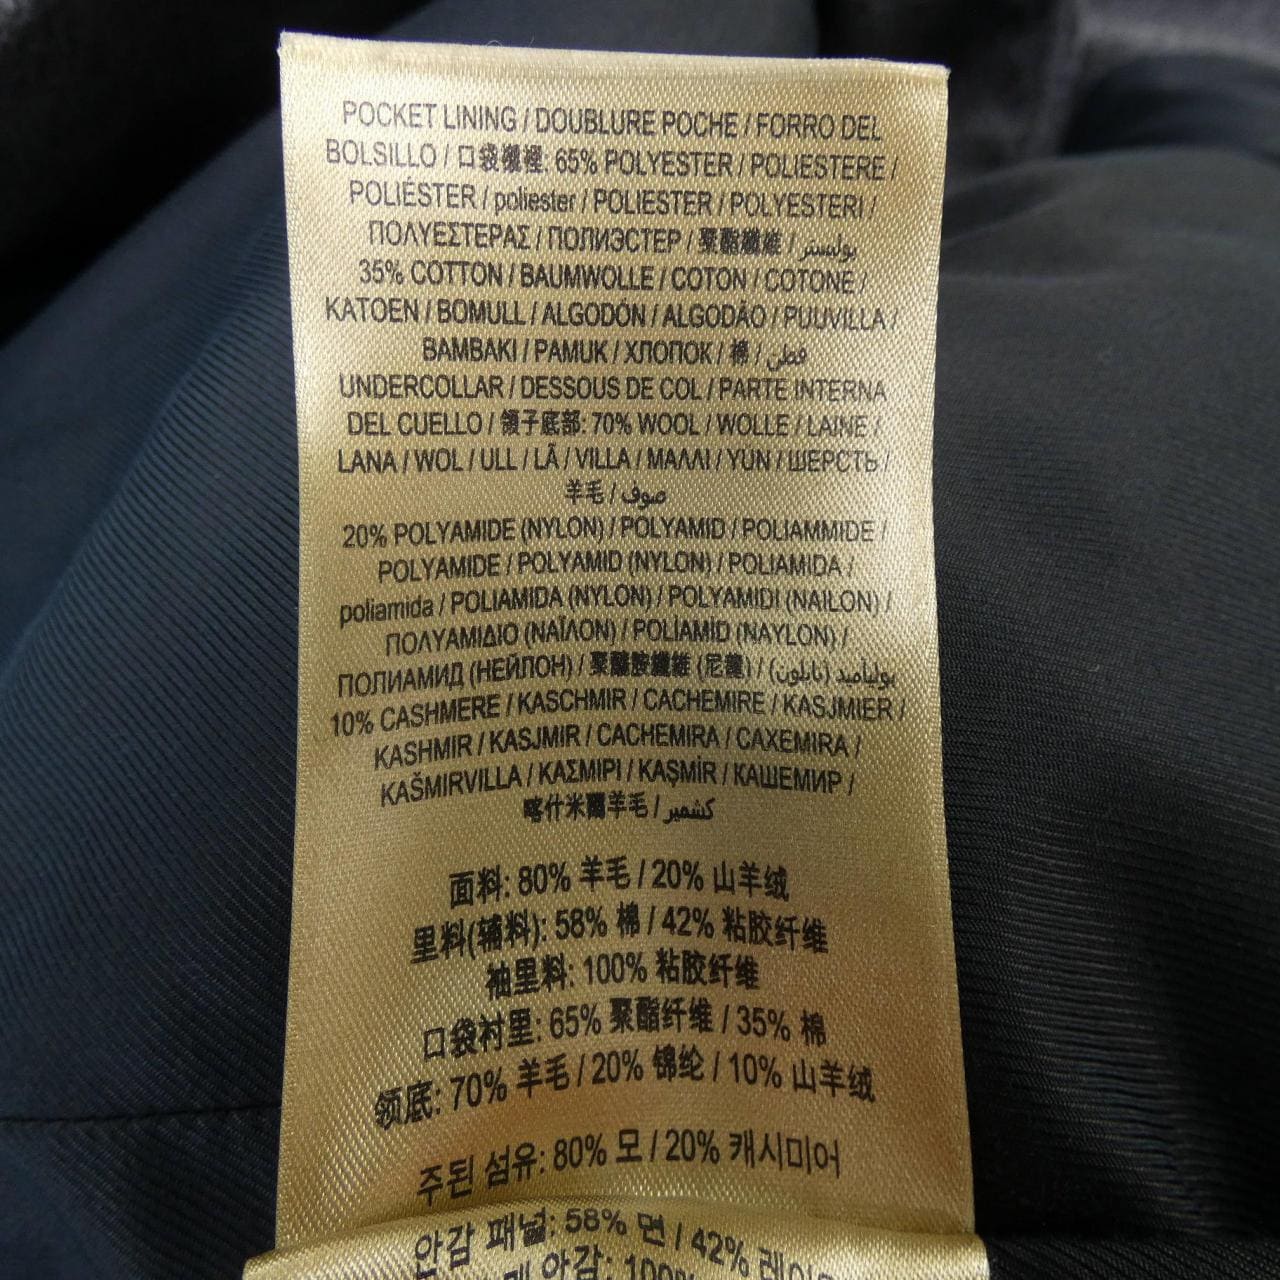 POCKET LINING / DOUBLURE POCHE / FORRO DEL
BOLSILLO / 口袋襯裡: 65% POLYESTER / POLIESTERE /
POLIÉSTER / poliester / POLIESTER / POLYESTERI /
ΠΟΛΥΕΣΤΕΡΑΣ / ПОЛИЭСТЕР / 聚酯纖維 / بوليستر
35% COTTON / BAUMWOLLE / COTON / COTONE /
KATOEN / BOMULL / ALGODÓN / ALGODÃO / PUUVILLA /
BAMBAKI / PAMUK / ХЛОПОК / 棉 / قطن
UNDERCOLLAR / DESSOUS DE COL / PARTE INTERNA
DEL CUELLO / 領子底部: 70% WOOL / WOLLE / LAINE /
LANA / WOL / ULL / LÃ / VILLA / ΜΑΛΛΙ / YUN / ШЕРСТЬ /
羊毛 / صوف
20% POLYAMIDE (NYLON) / POLYAMID / POLIAMMIDE /
POLYAMIDE / POLYAMID (NYLON) / POLIAMIDA /
poliamida / POLIAMIDA (NYLON) / POLYAMIDI (NAILON) /
ΠΟΛΥΑΜΙΔΙΟ (ΝΑΪΛΟΝ) / POLİAMİD (NAYLON) /
ПОЛИАМИД (НЕЙЛОН) / 聚醯胺纖維 (尼龍) / بوليأميد (نايلون)
10% CASHMERE / KASCHMIR / CACHEMIRE / KASJMIER /
KASHMIR / KASJMIR / CACHEMIRA / CAXEMIRA /
KAŠMIRVILLA / ΚΑΣΜΙΡΙ / KAŞMİR / КАШЕМИР /
喀什米爾羊毛 / كشمير
面料: 80% 羊毛 / 20% 山羊绒
里料(辅料): 58% 棉 / 42% 粘胶纤维
袖里料: 100% 粘胶纤维
口袋衬里: 65% 聚酯纤维 / 35% 棉
领底: 70% 羊毛 / 20% 锦纶 / 10% 山羊绒
주된 섬유: 80% 모 / 20% 캐시미어
안감 패널: 58% 면 / 42%
안감: 100%